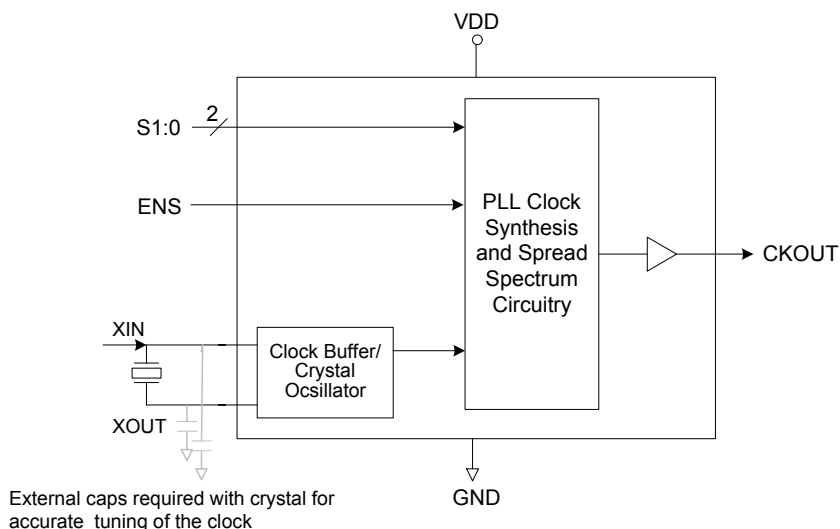 VDD
S1:0
2
ENS
PLL Clock
Synthesis
and Spread
Spectrum
Circuitry
CKOUT
XIN
Clock Buffer/
Crystal
Ocsillator
XOUT
GND
External caps required with crystal for
accurate tuning of the clock